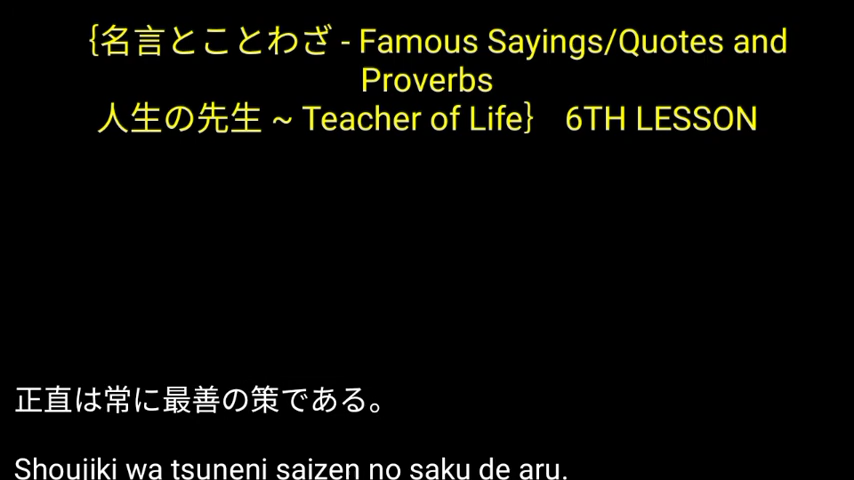 {名言とことわざ - Famous Sayings/Quotes and
Proverbs
人生の先生 ~ Teacher of Life} 6TH LESSON
正直は常に最善の策である。
Shoujiki wa tsuneni saizen no saku de aru.